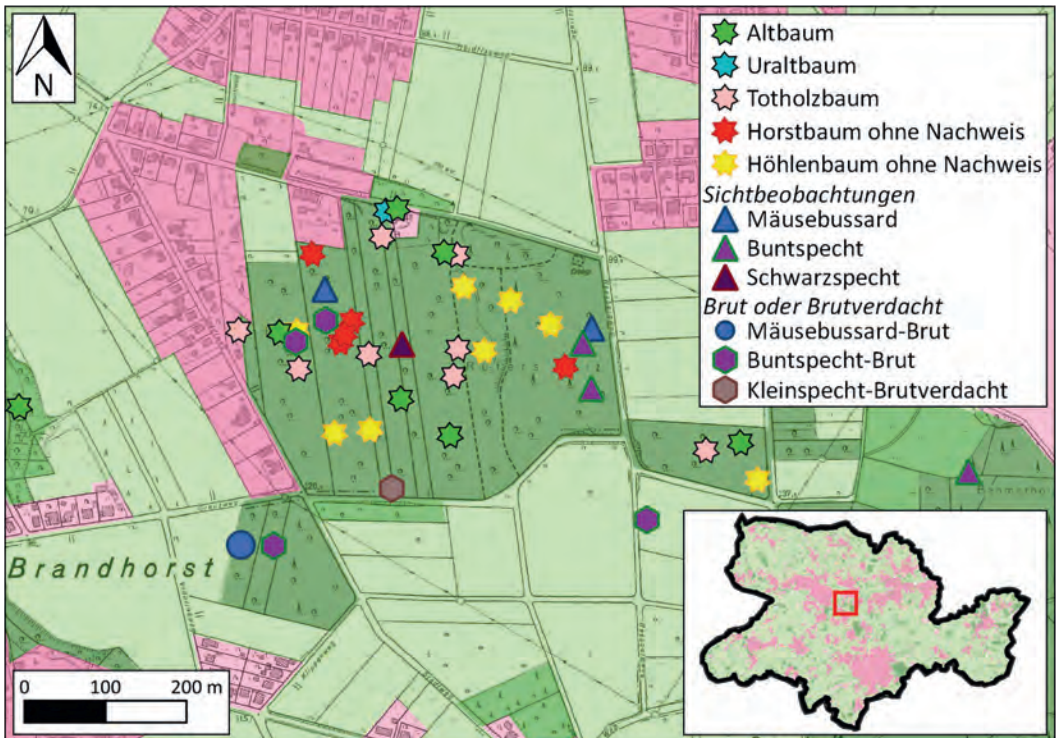 N
Altbaum
Uraltbaum
Totholzbaum
Horstbaum ohne Nachweis
Höhlenbaum ohne Nachweis
Sichtbeobachtungen
Mäusebussard
Buntspecht
Schwarzspecht
Brut oder Brutverdacht
Mäusebussard-Brut
Buntspecht-Brut
Kleinspecht-Brutverdacht
Brandhorst
0 100 200 m